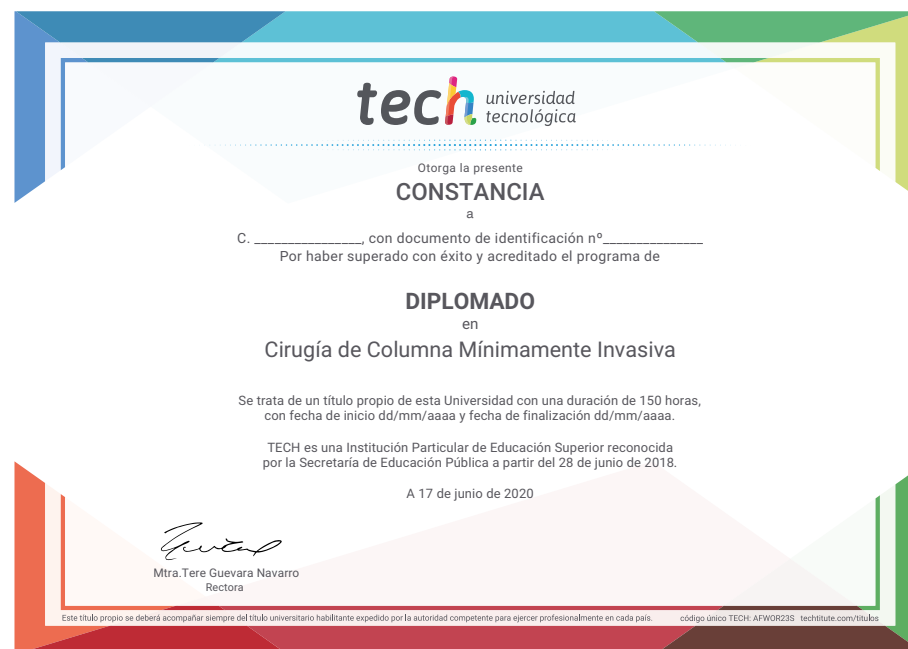 tech universidad
tecnológica
Otorga la presente
CONSTANCIA
a
C. ________________, con documento de identificación nº_______________
Por haber superado con éxito y acreditado el programa de
DIPLOMADO
en
Cirugía de Columna Mínimamente Invasiva
Se trata de un título propio de esta Universidad con una duración de 150 horas,
con fecha de inicio dd/mm/aaaa y fecha de finalización dd/mm/aaaa.
TECH es una Institución Particular de Educación Superior reconocida
por la Secretaría de Educación Pública a partir del 28 de junio de 2018.
A 17 de junio de 2020
Mtra.Tere Guevara Navarro
Rectora
Este título propio se deberá acompañar siempre del título universitario habilitante expedido por la autoridad competente para ejercer profesionalmente en cada país. código único TECH: AFWOR23S techtitute.com/titulos